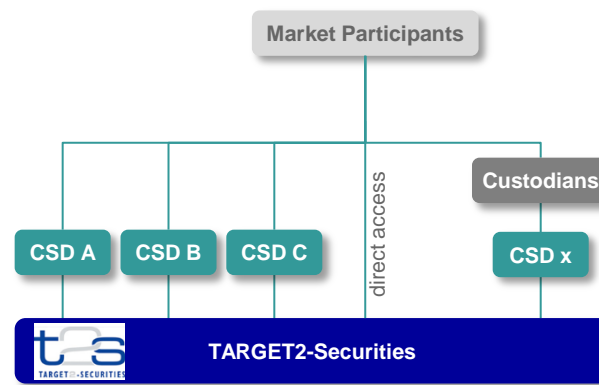 Market Participants
direct access
Custodians
CSD A
CSD B
CSD C
CSD x
t2s
TARGET2-SECURITIES
TARGET2-Securities